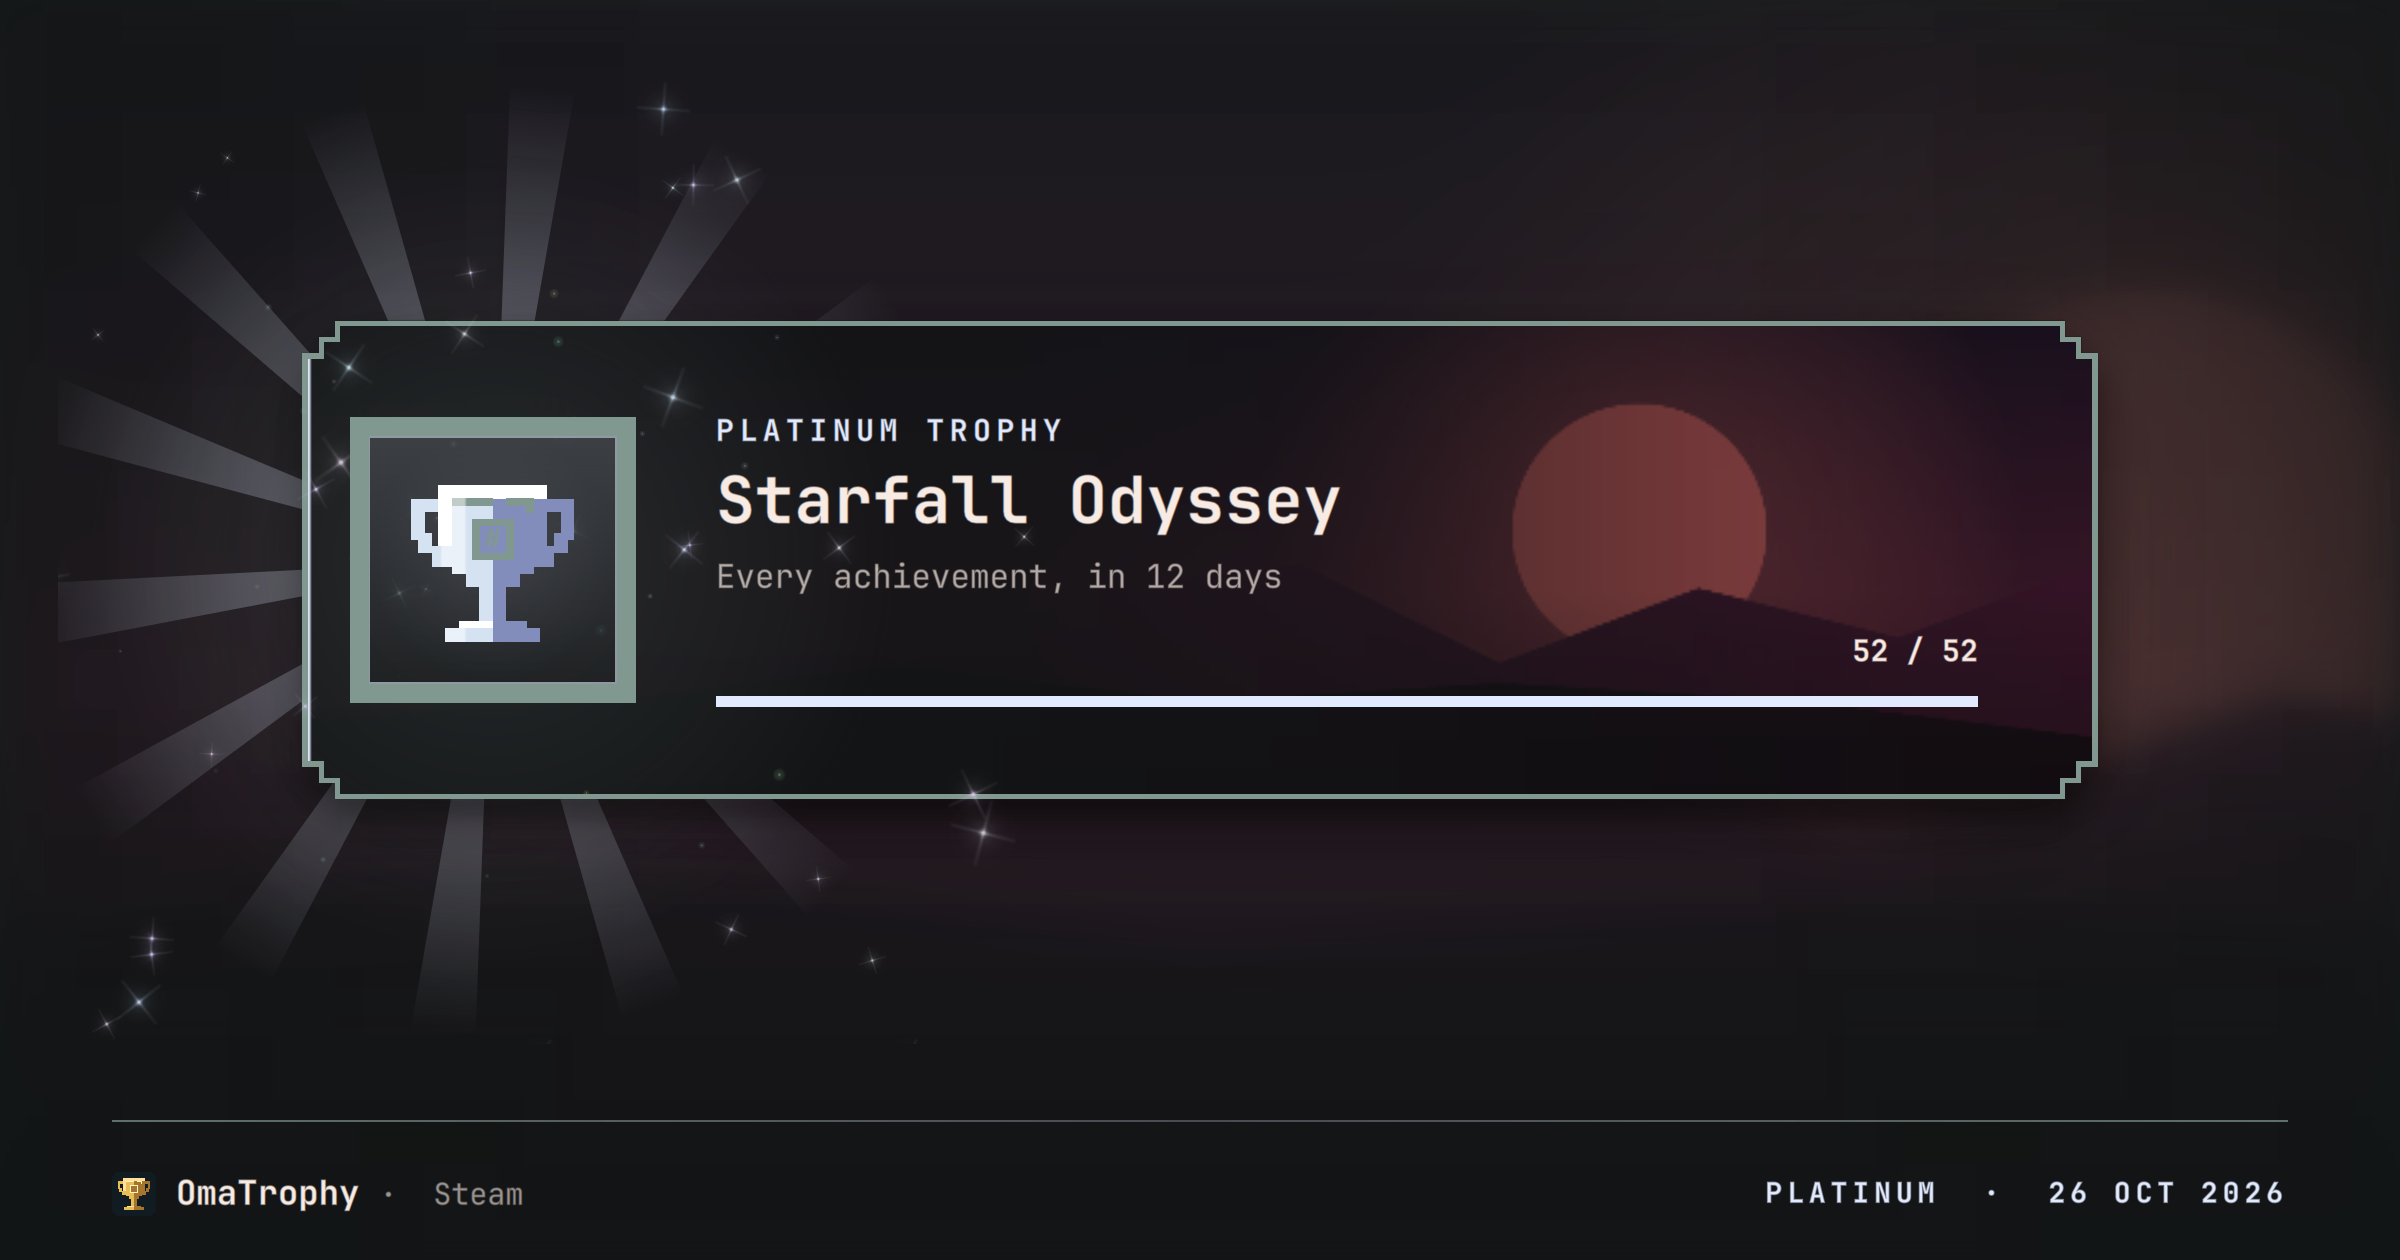 PLATINUM TROPHY
Starfall Odyssey
Every achievement, in 12 days
52 / 52
OmaTrophy · Steam
PLATINUM · 26 OCT 2026